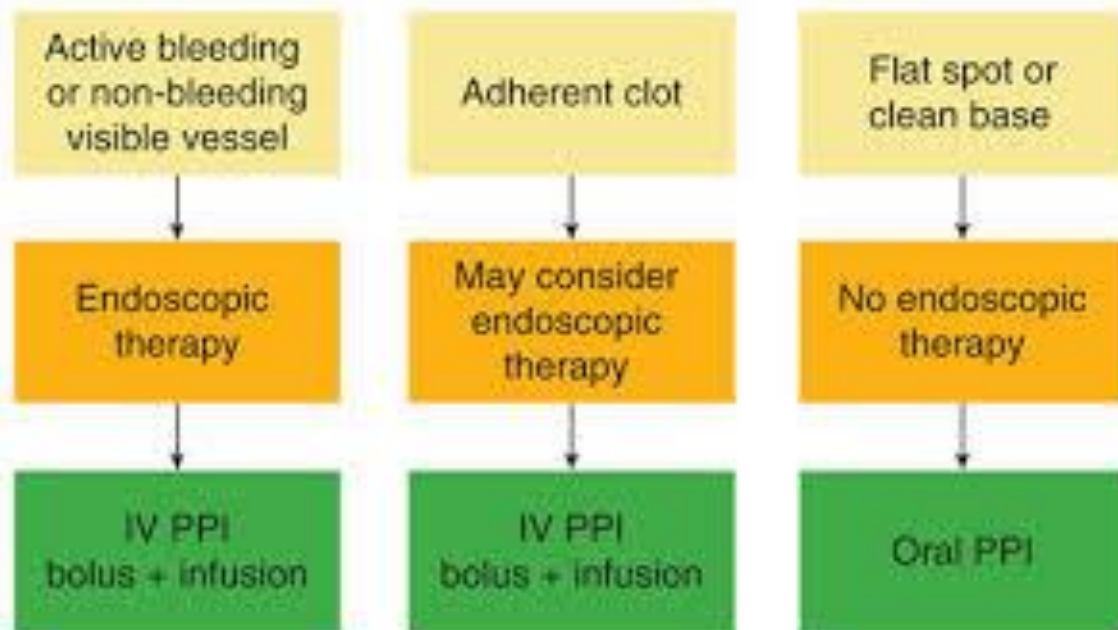 Active bleeding
or non-bleeding
visible vessel
Adherent clot
Flat spot or
clean base
Endoscopic
therapy
May consider
endoscopic
therapy
No endoscopic
therapy
IV PPI
bolus + infusion
IV PPI
bolus + infusion
Oral PPI